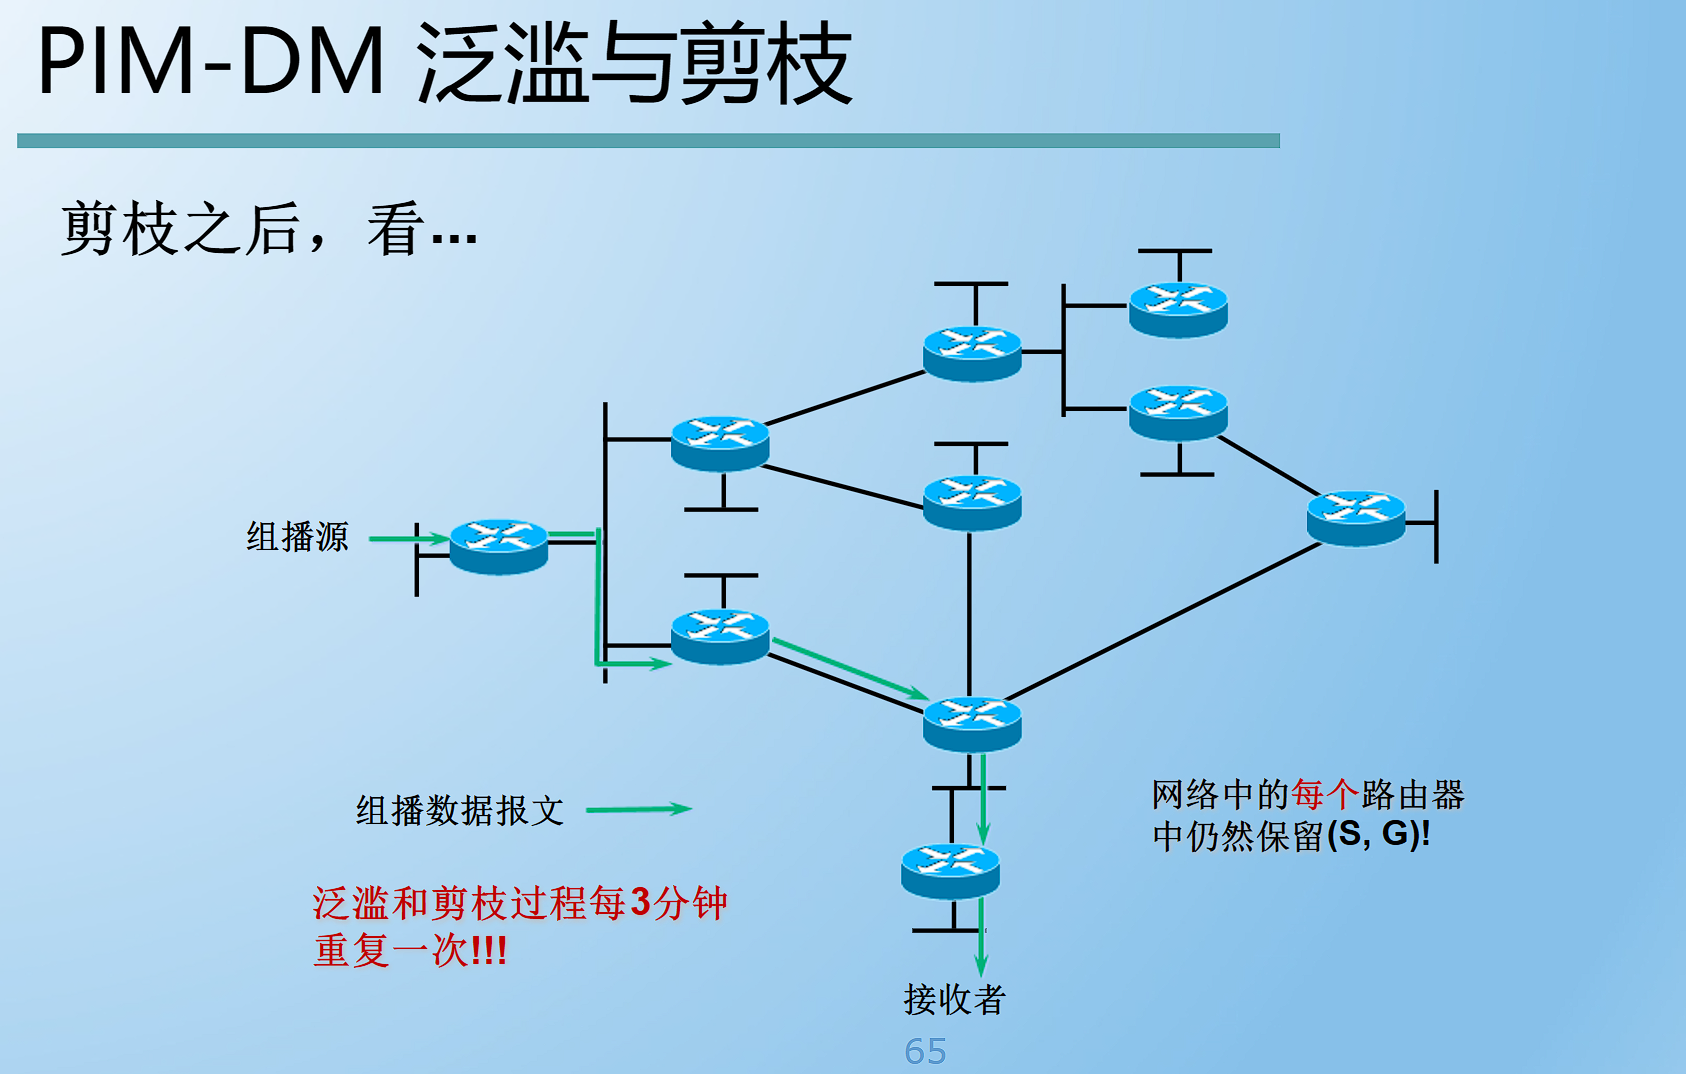 PIM-DM 泛滥与剪枝
剪枝之后，看...
组播源
组播数据报文
网络中的每个路由器
中仍然保留(S, G)!
泛滥和剪枝过程每3分钟
重复一次!!!
接收者
65